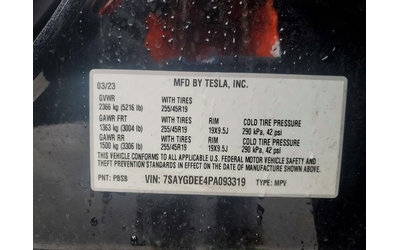 MFD BY TESLA, INC.
03/23
GVWR WITH TIRES
2366 kg (5216 lb) 255/45R19
GAWR FRT WITH TIRES RIM COLD TIRE PRESSURE
1363 kg (3004 lb) 255/45R19 19X9.5J 290 kPa, 42 psi
GAWR RR WITH TIRES RIM COLD TIRE PRESSURE
1500 kg (3306 lb) 255/45R19 19X9.5J 290 kPa, 42 psi
THIS VEHICLE CONFORMS TO ALL APPLICABLE U.S. FEDERAL MOTOR VEHICLE SAFETY AND
THEFT PREVENTION STANDARDS IN EFFECT ON THE DATE OF MANUFACTURE SHOWN ABOVE.
PNT: PBSB VIN: 7SAYGDEE4PA093319 TYPE: MPV